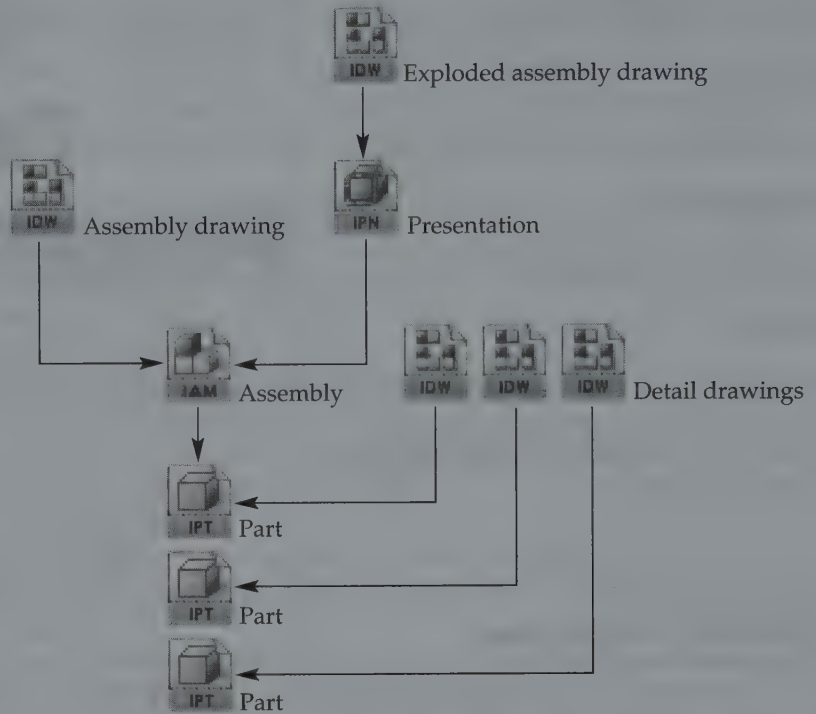 IDW Exploded assembly drawing
IDW Assembly drawing
IPN Presentation
IAM Assembly
IDW IDW IDW Detail drawings
IPT Part
IPT Part
IPT Part